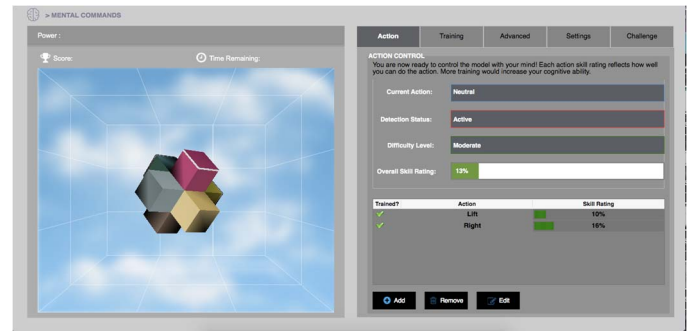 > MENTAL COMMANDS
Power :
Score:
Time Remaining:
Action
Training
Advanced
Settings
Challenge
ACTION CONTROL
You are now ready to control the model with your mind! Each action skill rating reflects how well
you can do the action. More training would increase your cognitive ability.
Current Action:
Neutral
Detection Status:
Active
Difficulty Level:
Moderate
Overall Skill Rating:
13%
Trained?
Action
Skill Rating
Lift
10%
Right
15%
Add
Remove
Edit